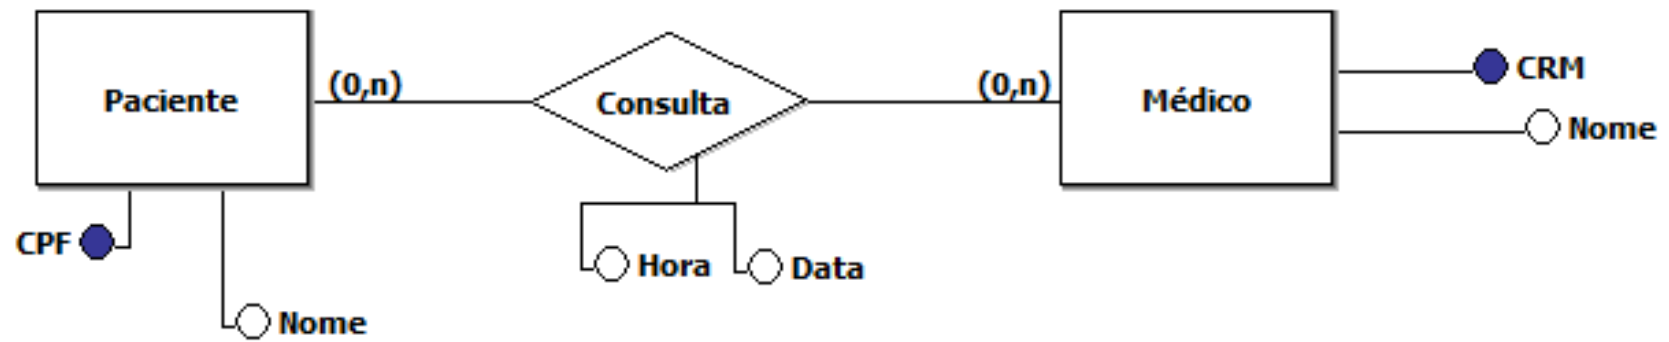 Paciente
(0,n)
Consulta
(0,n)
Médico
CRM
Nome
CPF
Hora
Data
Nome